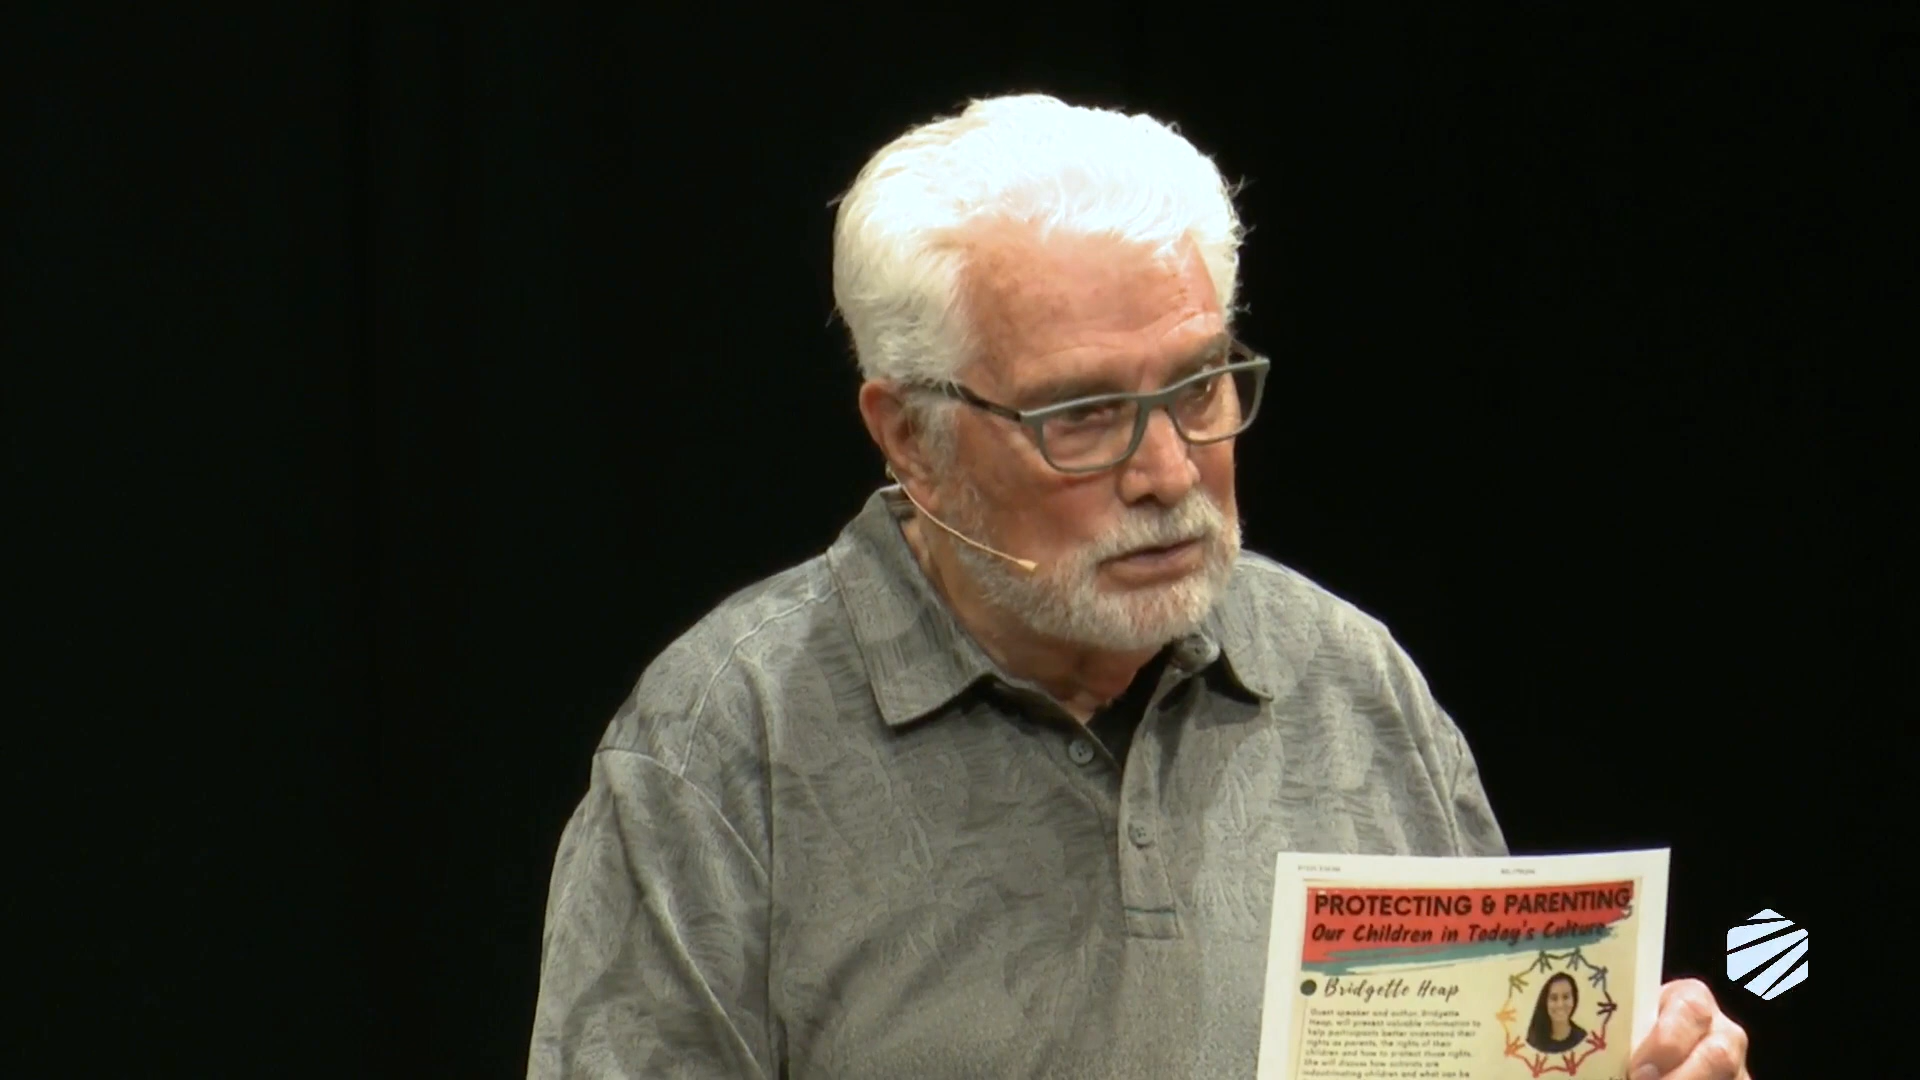 PROTECTING & PARENTING
Our Children in Today's Culture
Bridgette Heap
Guest speaker and author, Bridgette
Heap, will present valuable information to
help participants better understand their
rights as parents, the rights of their
children and how to protect those rights.
She will discuss how activists are
indoctrinating children and what can be